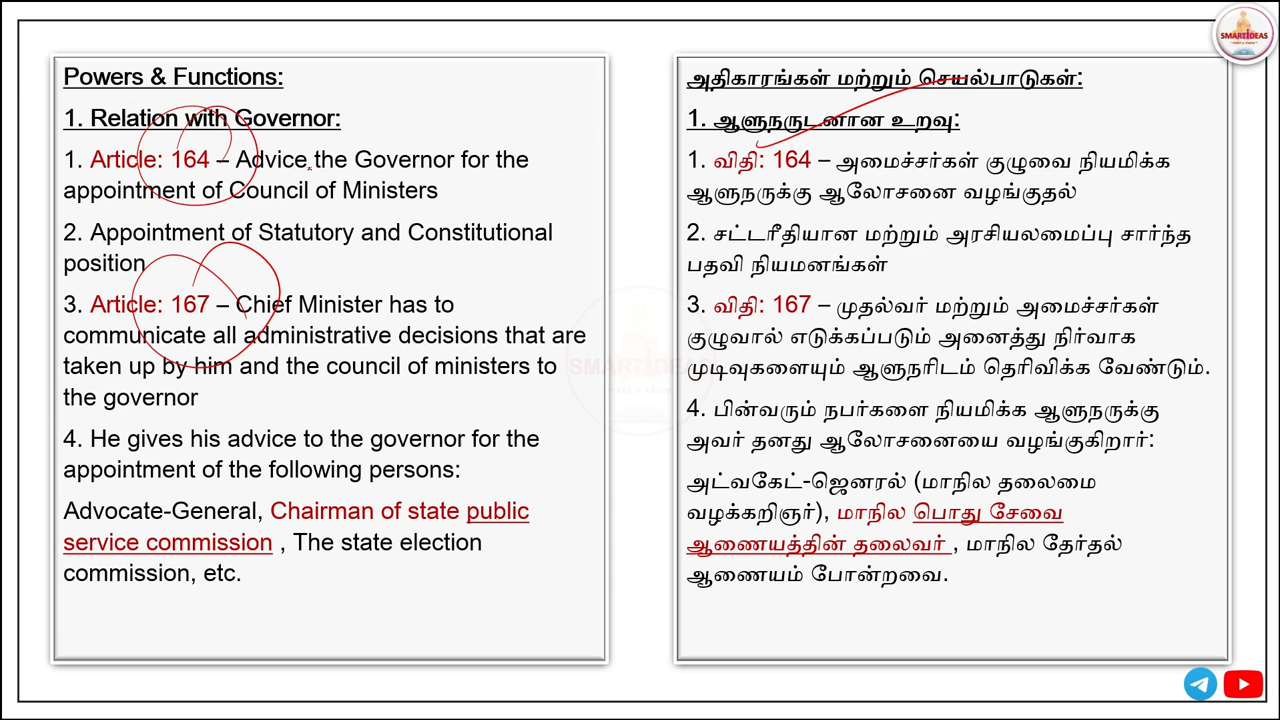 SMARTIDEAS
Powers & Functions:
1. Relation with Governor:
1. Article: 164 – Advice the Governor for the
appointment of Council of Ministers
2. Appointment of Statutory and Constitutional
position
3. Article: 167 – Chief Minister has to
communicate all administrative decisions that are
taken up by him and the council of ministers to
the governor
4. He gives his advice to the governor for the
appointment of the following persons:
Advocate-General, Chairman of state public
service commission , The state election
commission, etc.
அதிகாரங்கள் மற்றும் செயல்பாடுகள்:
1. ஆளுநருடனான உறவு:
1. விதி: 164 – அமைச்சர்கள் குழுவை நியமிக்க
ஆளுநருக்கு ஆலோசனை வழங்குதல்
2. சட்டரீதியான மற்றும் அரசியலமைப்பு சார்ந்த
பதவி நியமனங்கள்
3. விதி: 167 – முதல்வர் மற்றும் அமைச்சர்கள்
குழுவால் எடுக்கப்படும் அனைத்து நிர்வாக
முடிவுகளையும் ஆளுநரிடம் தெரிவிக்க வேண்டும்.
4. பின்வரும் நபர்களை நியமிக்க ஆளுநருக்கு
அவர் தனது ஆலோசனையை வழங்குகிறார்:
அட்வகேட்-ஜெனரல் (மாநில தலைமை
வழக்கறிஞர்), மாநில பொது சேவை
ஆணையத்தின் தலைவர் , மாநில தேர்தல்
ஆணையம் போன்றவை.
SMARTIDEAS